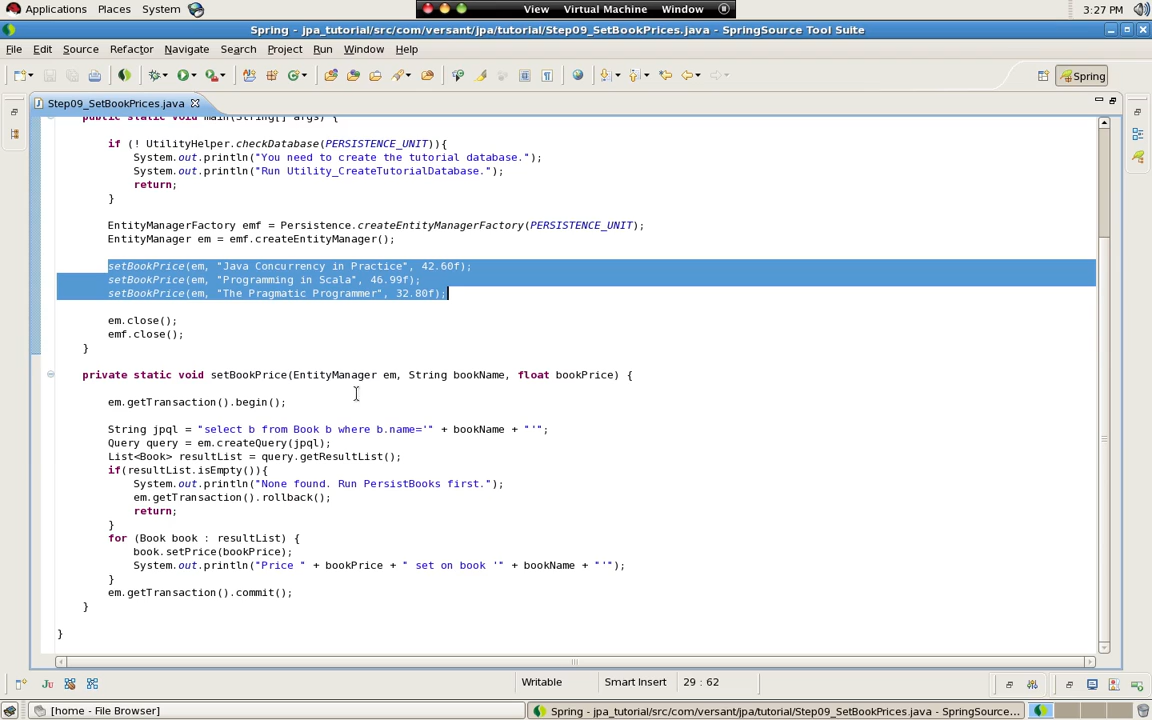 Applications Places System View Virtual Machine Window 3:27 PM
Spring - jpa_tutorial/src/com/versant/jpa/tutorial/Step09_SetBookPrices.java - SpringSource Tool Suite
File Edit Source Refactor Navigate Search Project Run Window Help
Spring
Step09_SetBookPrices.java
public static void main(String[] args) {
if (! UtilityHelper.checkDatabase(PERSISTENCE_UNIT)){
System.out.println("You need to create the tutorial database.");
System.out.println("Run Utility_CreateTutorialDatabase.");
return;
}
EntityManagerFactory emf = Persistence.createEntityManagerFactory(PERSISTENCE_UNIT);
EntityManager em = emf.createEntityManager();
setBookPrice(em, "Java Concurrency in Practice", 42.60f);
setBookPrice(em, "Programming in Scala", 46.99f);
setBookPrice(em, "The Pragmatic Programmer", 32.80f);
em.close();
emf.close();
}
private static void setBookPrice(EntityManager em, String bookName, float bookPrice) {
em.getTransaction().begin();
String jpql = "select b from Book b where b.name='" + bookName + "'";
Query query = em.createQuery(jpql);
List<Book> resultList = query.getResultList();
if(resultList.isEmpty()){
System.out.println("None found. Run PersistBooks first.");
em.getTransaction().rollback();
return;
}
for (Book book : resultList) {
book.setPrice(bookPrice);
System.out.println("Price " + bookPrice + " set on book '" + bookName + "'");
}
em.getTransaction().commit();
}
}
Writable Smart Insert 29 : 62
[home - File Browser] Spring - jpa_tutorial/src/com/versant/jpa/tutorial/Step09_SetBookPrices.java - SpringSource...